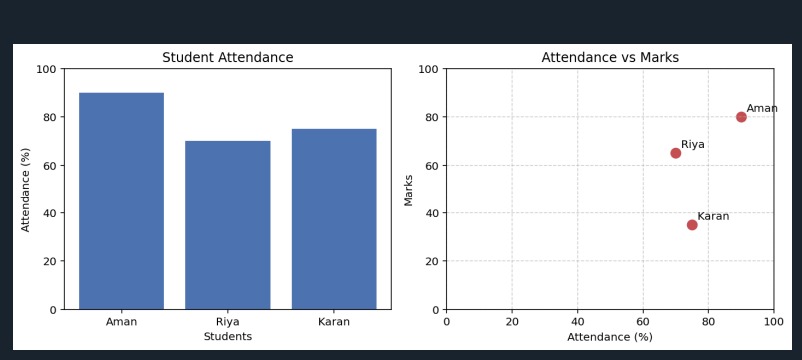 Student Attendance
100
80
60
40
20
0
Attendance (%)
Aman
Riya
Karan
Students
Attendance vs Marks
100
80
60
40
20
0
Marks
Aman
Riya
Karan
0
20
40
60
80
100
Attendance (%)